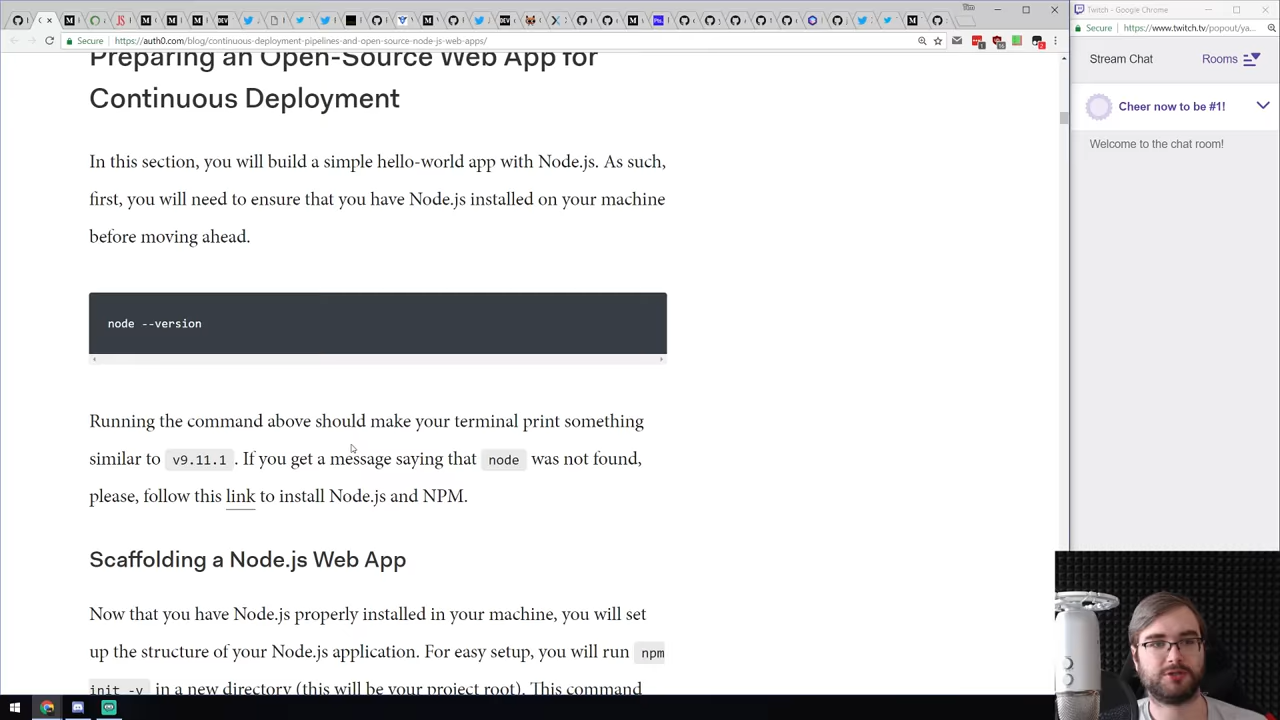 Tim
Secure
https://auth0.com/blog/continuous-deployment-pipelines-and-open-source-node-js-web-apps/
Preparing an Open-Source Web App for
Continuous Deployment
In this section, you will build a simple hello-world app with Node.js. As such,
first, you will need to ensure that you have Node.js installed on your machine
before moving ahead.
node --version
Running the command above should make your terminal print something
similar to v9.11.1 . If you get a message saying that node was not found,
please, follow this link to install Node.js and NPM.
Scaffolding a Node.js Web App
Now that you have Node.js properly installed in your machine, you will set
up the structure of your Node.js application. For easy setup, you will run npm
init -y in a new directory (this will be your project root). This command
Twitch - Google Chrome
Secure
https://www.twitch.tv/popout/ya...
Stream Chat
Rooms
Cheer now to be #1!
Welcome to the chat room!